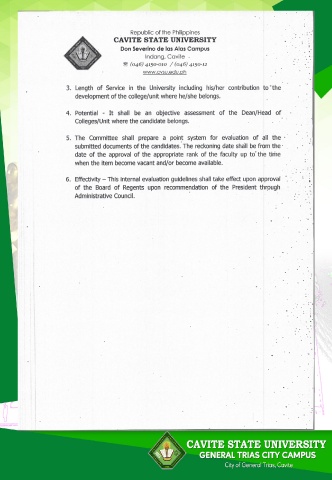 Republic of the Philippines
CAVITE STATE UNIVERSITY
Don Severino de las Alas Campus
Indang, Cavite
☏ (046) 4150-010 / (046) 4150-12
www.cvsu.edu.ph
3. Length of Service in the University including his/her contribution to the
development of the college/unit where he/she belongs.
4. Potential - It shall be an objective assessment of the Dean/Head of
Colleges/Unit where the candidate belongs.
5. The Committee shall prepare a point system for evaluation of all the
submitted documents of the candidates. The reckoning date shall be from the
date of the approval of the appropriate rank of the faculty up to the time
when the item become vacant and/or become available.
6. Effectivity – This internal evaluation guidelines shall take effect upon approval
of the Board of Regents upon recommendation of the President through
Administrative Council.
CAVITE STATE UNIVERSITY
GENERAL TRIAS CITY CAMPUS
City of General Trias, Cavite